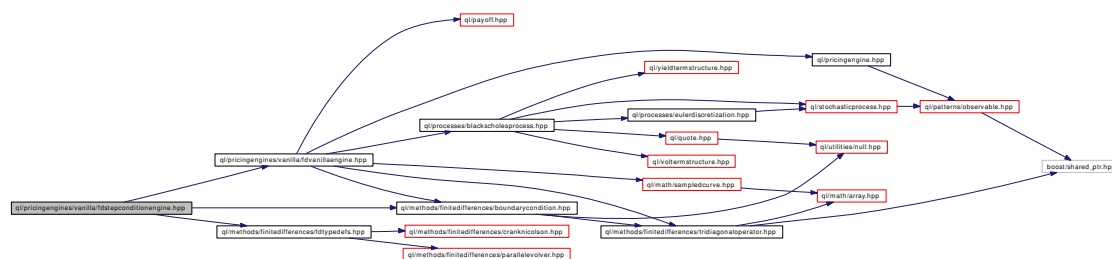 ql/payoff.hpp
ql/pricingengine.hpp
ql/yieldtermstructure.hpp
ql/stochasticprocess.hpp
ql/patterns/observable.hpp
ql/processes/eulerdiscretization.hpp
ql/processes/blackscholesprocess.hpp
ql/quote.hpp
ql/utilities/null.hpp
ql/pricingengines/vanilla/fdvanillaengine.hpp
ql/voltermstructure.hpp
boost/shared_ptr.hp
ql/math/sampledcurve.hpp
ql/math/array.hpp
ql/pricingengines/vanilla/fdstepconditionengine.hpp
ql/methods/finitedifferences/boundarycondition.hpp
ql/methods/finitedifferences/fdtypedefs.hpp
ql/methods/finitedifferences/cranknicolson.hpp
ql/methods/finitedifferences/tridiagonaloperator.hpp
ql/methods/finitedifferences/parallelevolver.hpp